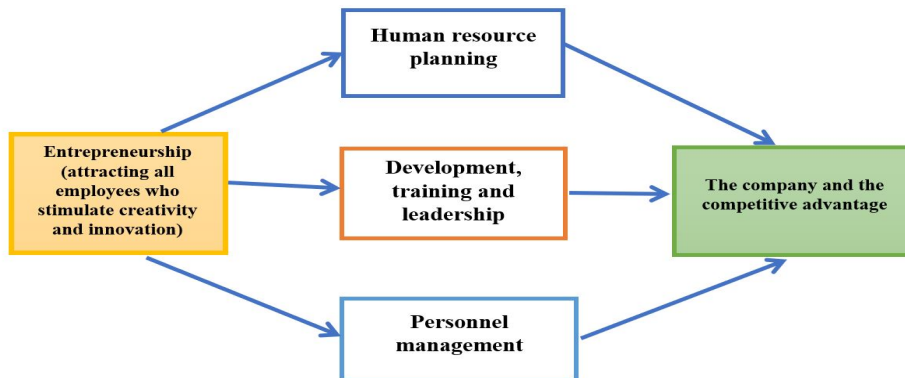 Human resource
planning
Entrepreneurship
(attracting all
employees who
stimulate creativity
and innovation)
Development,
training and
leadership
The company and the
competitive advantage
Personnel
management